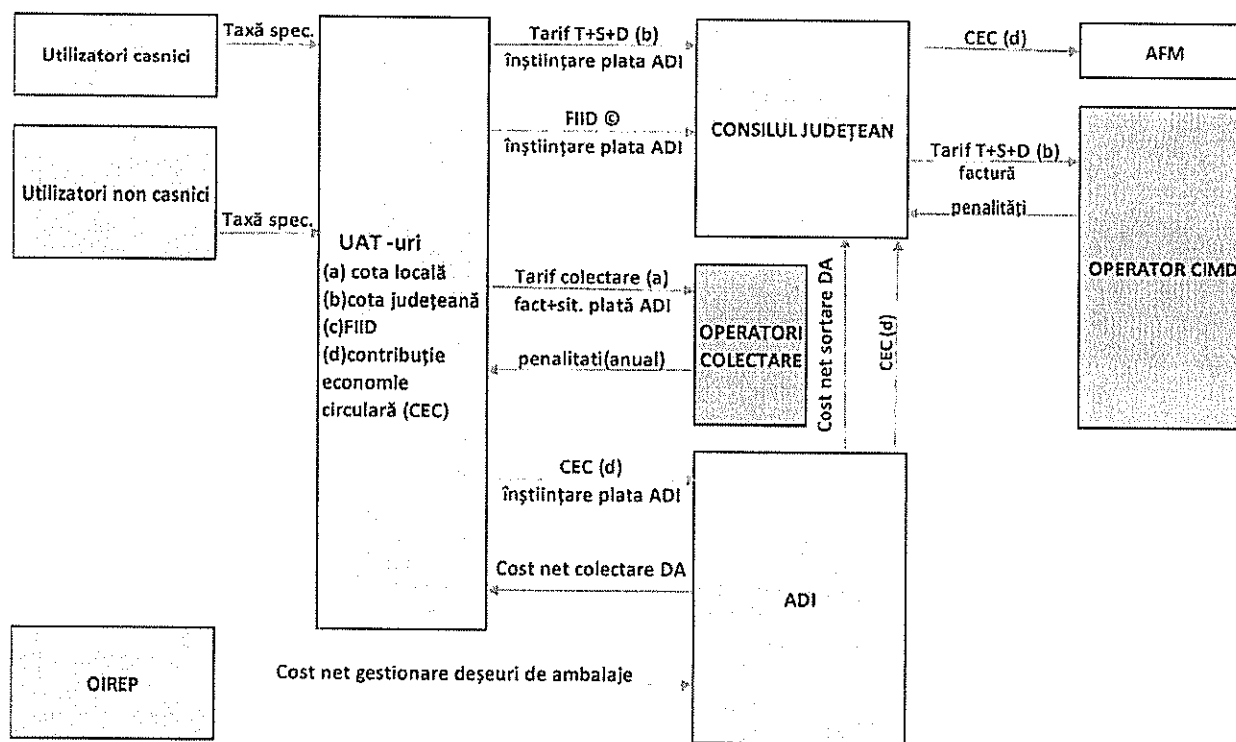 Utilizatori casnici
Taxă spec.
Utilizatori non casnici
Taxă spec.
UAT -uri
(a) cota locală
(b)cota județeană
(c)FIID
(d)contribuție
economie
circulară (CEC)
Tarif T+S+D (b)
înștiințare plata ADI
FIID ©
înștiințare plata ADI
CONSILUL JUDEȚEAN
CEC (d)
AFM
Tarif T+S+D (b)
factură
penalități
OPERATOR CIMD
Tarif colectare (a)
fact+sit. plată ADI
penalitati(anual)
OPERATORI
COLECTARE
Cost net sortare DA
CEC (d)
CEC (d)
înștiințare plata ADI
Cost net colectare DA
ADI
OIREP
Cost net gestionare deșeuri de ambalaje